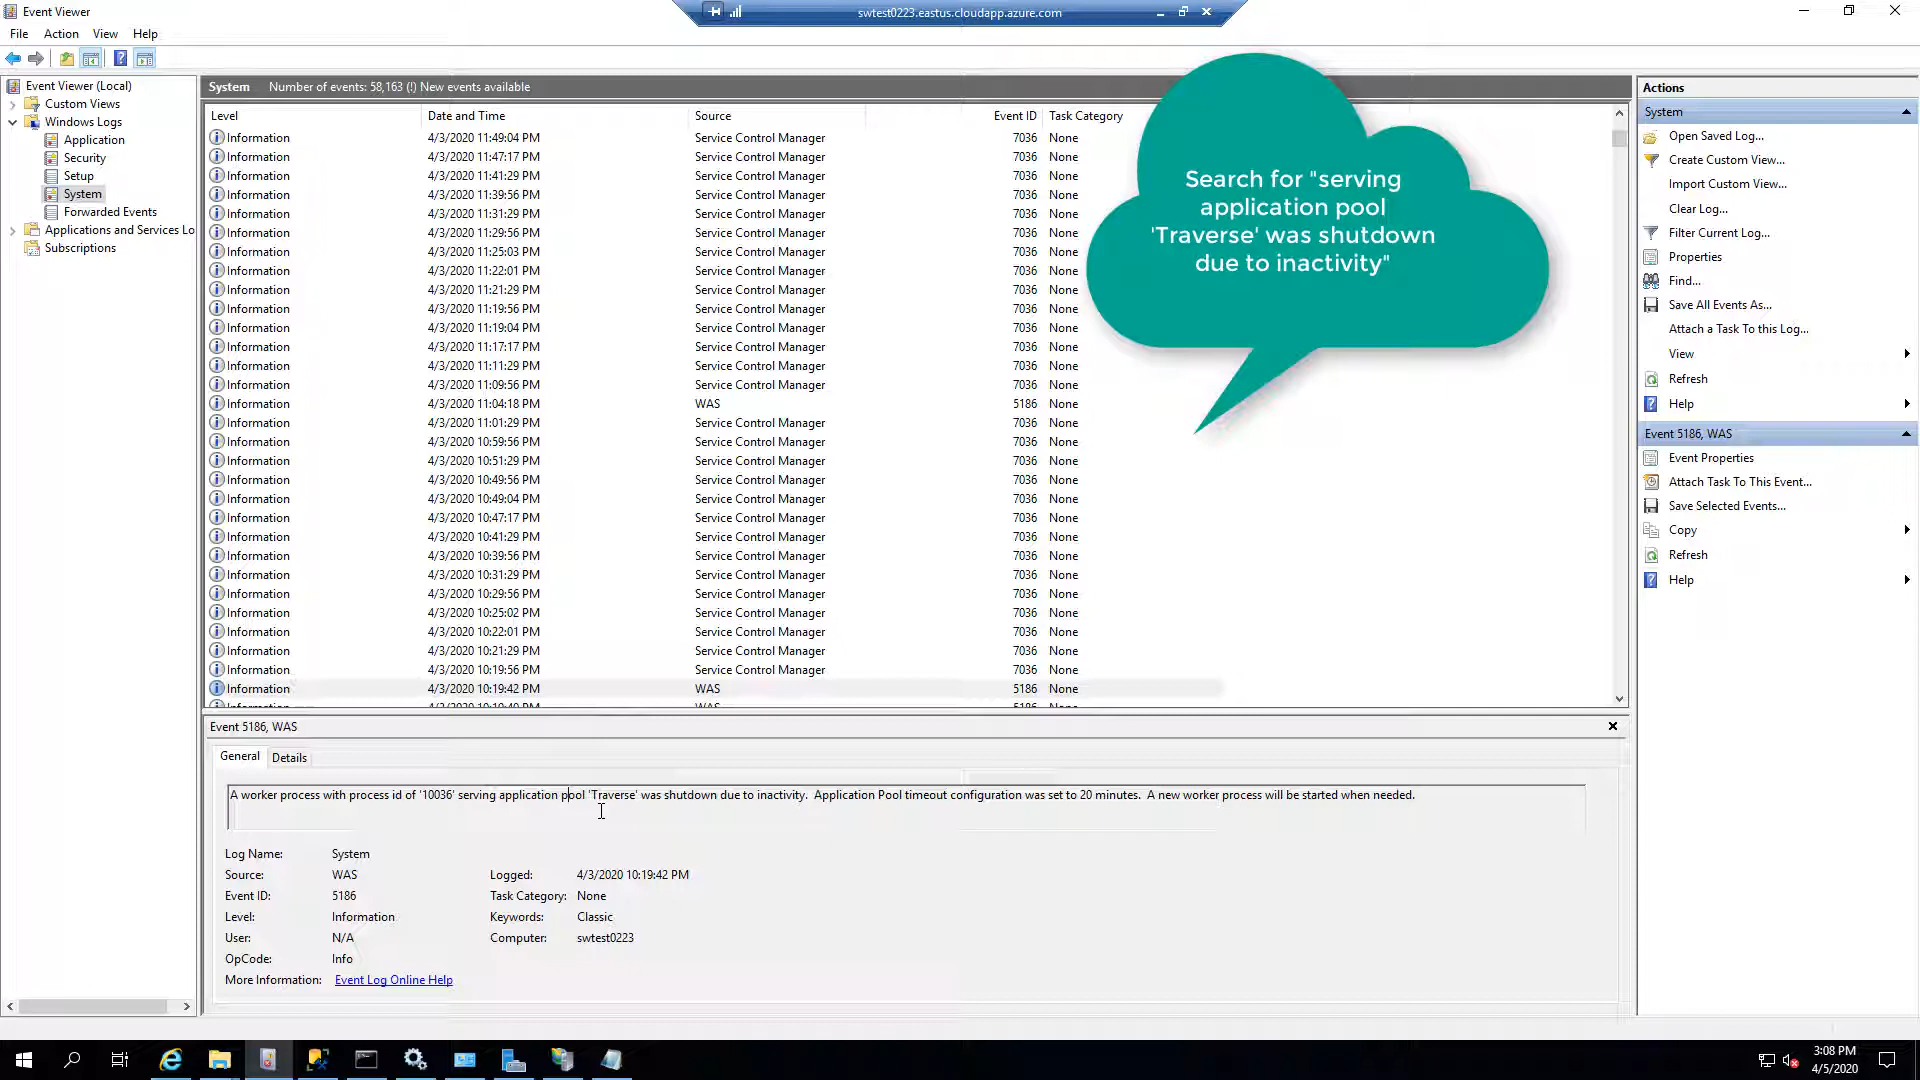 Event Viewer
swtest0223.eastus.cloudapp.azure.com
File Action View Help
Event Viewer (Local)
Custom Views
Windows Logs
Application
Security
Setup
System
Forwarded Events
Applications and Services Lo
Subscriptions
System Number of events: 58,163 (!) New events available
Level Date and Time Source Event ID Task Category
Information 4/3/2020 11:49:04 PM Service Control Manager 7036 None
Information 4/3/2020 11:47:17 PM Service Control Manager 7036 None
Information 4/3/2020 11:41:29 PM Service Control Manager 7036 None
Information 4/3/2020 11:39:56 PM Service Control Manager 7036 None
Information 4/3/2020 11:31:29 PM Service Control Manager 7036 None
Information 4/3/2020 11:29:56 PM Service Control Manager 7036 None
Information 4/3/2020 11:25:03 PM Service Control Manager 7036 None
Information 4/3/2020 11:22:01 PM Service Control Manager 7036 None
Information 4/3/2020 11:21:29 PM Service Control Manager 7036 None
Information 4/3/2020 11:19:56 PM Service Control Manager 7036 None
Information 4/3/2020 11:19:04 PM Service Control Manager 7036 None
Information 4/3/2020 11:17:17 PM Service Control Manager 7036 None
Information 4/3/2020 11:11:29 PM Service Control Manager 7036 None
Information 4/3/2020 11:09:56 PM Service Control Manager 7036 None
Information 4/3/2020 11:04:18 PM WAS 5186 None
Information 4/3/2020 11:01:29 PM Service Control Manager 7036 None
Information 4/3/2020 10:59:56 PM Service Control Manager 7036 None
Information 4/3/2020 10:51:29 PM Service Control Manager 7036 None
Information 4/3/2020 10:49:56 PM Service Control Manager 7036 None
Information 4/3/2020 10:49:04 PM Service Control Manager 7036 None
Information 4/3/2020 10:47:17 PM Service Control Manager 7036 None
Information 4/3/2020 10:41:29 PM Service Control Manager 7036 None
Information 4/3/2020 10:39:56 PM Service Control Manager 7036 None
Information 4/3/2020 10:31:29 PM Service Control Manager 7036 None
Information 4/3/2020 10:29:56 PM Service Control Manager 7036 None
Information 4/3/2020 10:25:02 PM Service Control Manager 7036 None
Information 4/3/2020 10:22:01 PM Service Control Manager 7036 None
Information 4/3/2020 10:21:29 PM Service Control Manager 7036 None
Information 4/3/2020 10:19:56 PM Service Control Manager 7036 None
Information 4/3/2020 10:19:42 PM WAS 5186 None
Search for "serving
application pool
'Traverse' was shutdown
due to inactivity"
Event 5186, WAS
General Details
A worker process with process id of '10036' serving application pool 'Traverse' was shutdown due to inactivity. Application Pool timeout configuration was set to 20 minutes. A new worker process will be started when needed.
Log Name: System
Source: WAS Logged: 4/3/2020 10:19:42 PM
Event ID: 5186 Task Category: None
Level: Information Keywords: Classic
User: N/A Computer: swtest0223
OpCode: Info
More Information: Event Log Online Help
Actions
System
Open Saved Log...
Create Custom View...
Import Custom View...
Clear Log...
Filter Current Log...
Properties
Find...
Save All Events As...
Attach a Task To this Log...
View
Refresh
Help
Event 5186, WAS
Event Properties
Attach Task To This Event...
Save Selected Events...
Copy
Refresh
Help
3:08 PM
4/5/2020